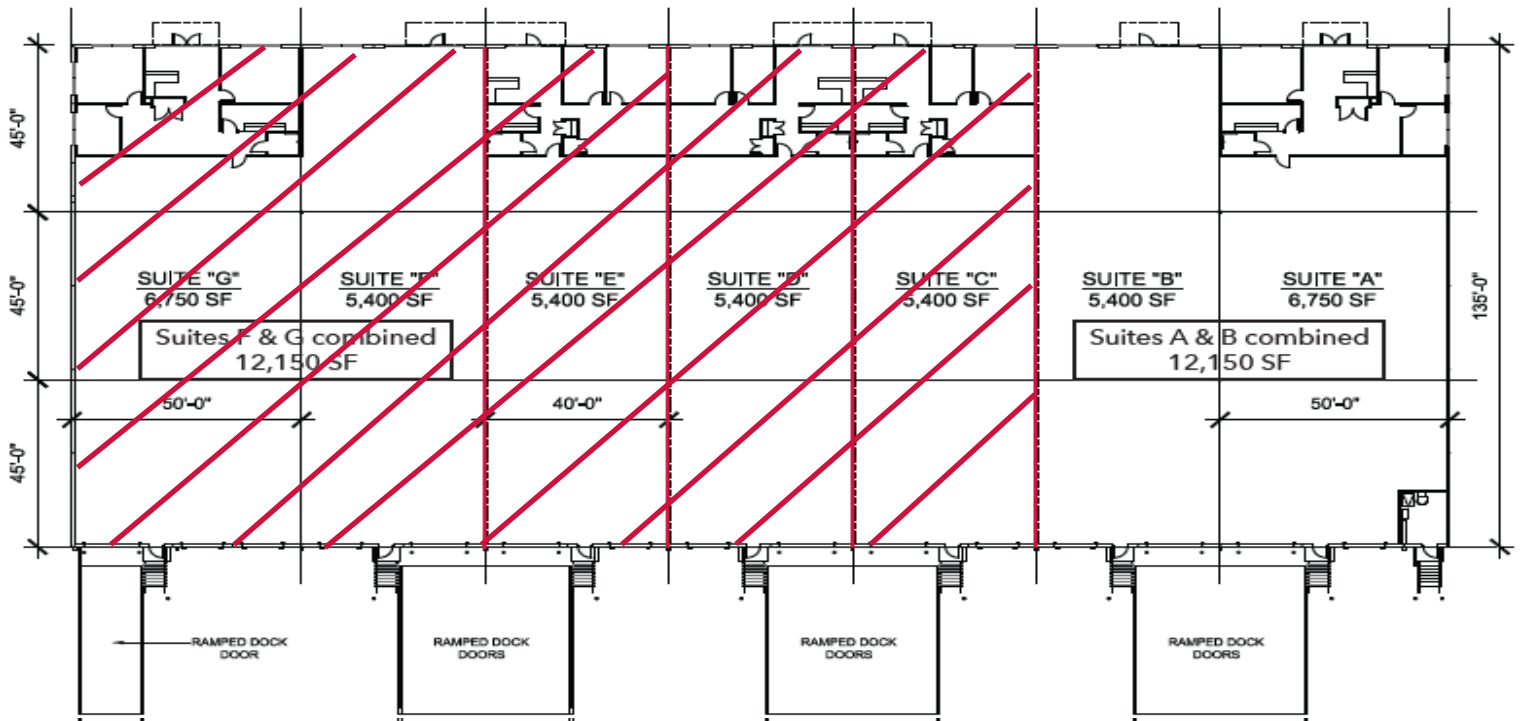 SUITE "G"
6,750 SF
SUITE "F"
5,400 SF
SUITE "E"
5,400 SF
SUITE "D"
5,400 SF
SUITE "C"
5,400 SF
SUITE "B"
5,400 SF
SUITE "A"
6,750 SF
Suites F & G combined
12,150 SF
Suites A & B combined
12,150 SF
45'-0"
45'-0"
45'-0"
135'-0"
50'-0"
40'-0"
50'-0"
RAMPED DOCK
DOOR
RAMPED DOCK
DOORS
RAMPED DOCK
DOORS
RAMPED DOCK
DOORS